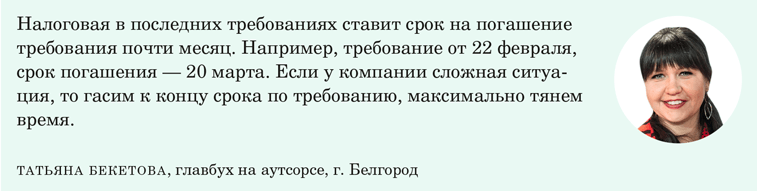 Налоговая в последних требованиях ставит срок на погашение
требования почти месяц. Например, требование от 22 февраля,
срок погашения — 20 марта. Если у компании сложная ситуа-
ция, то гасим к концу срока по требованию, максимально тянем
время.
ТАТЬЯНА БЕКЕТОВА, главбух на аутсорсе, г. Белгород